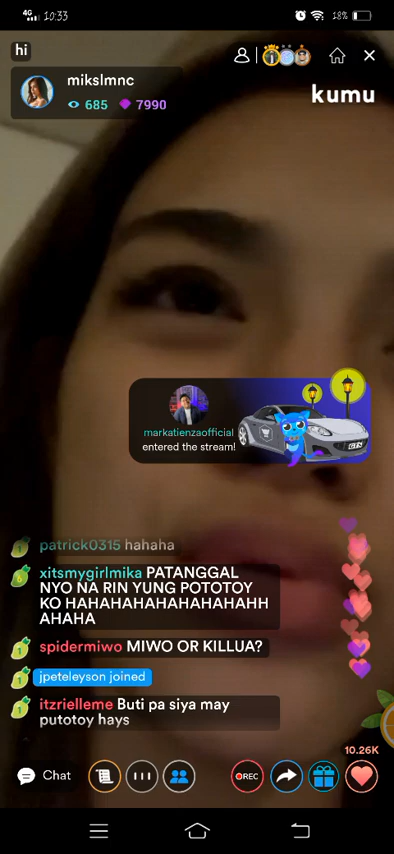 4G 10:33 18%
hi
mikslmnc
685 7990
kumu
markatienzaofficial
entered the stream!
GTS
patrick0315 hahaha
xitsmygirlmika PATANGGAL
NYO NA RIN YUNG POTOTOY
KO HAHAHAHAHAHAHAHAHH
AHAHA
spidermiwo MIWO OR KILLUA?
jpeteleyson joined
itzrielleme Buti pa siya may
putotoy hays
10.26K
Chat
REC